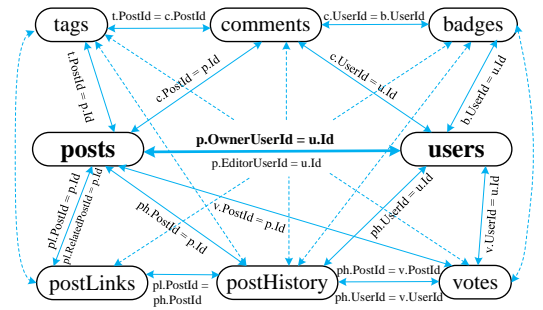 tags
t.PostId = c.PostId
comments
c.UserId = b.UserId
badges
t.PostId = p.Id
c.PostId = p.Id
c.UserId = u.Id
b.UserId = u.Id
posts
p.OwnerUserId = u.Id
p.EditorUserId = u.Id
users
pl.PostId = p.Id
pl.RelatedPostId = p.Id
ph.PostId = p.Id
v.PostId = p.Id
ph.UserId = u.Id
v.UserId = u.Id
postLinks
pl.PostId =
ph.PostId
postHistory
ph.PostId = v.PostId
ph.UserId = v.UserId
votes